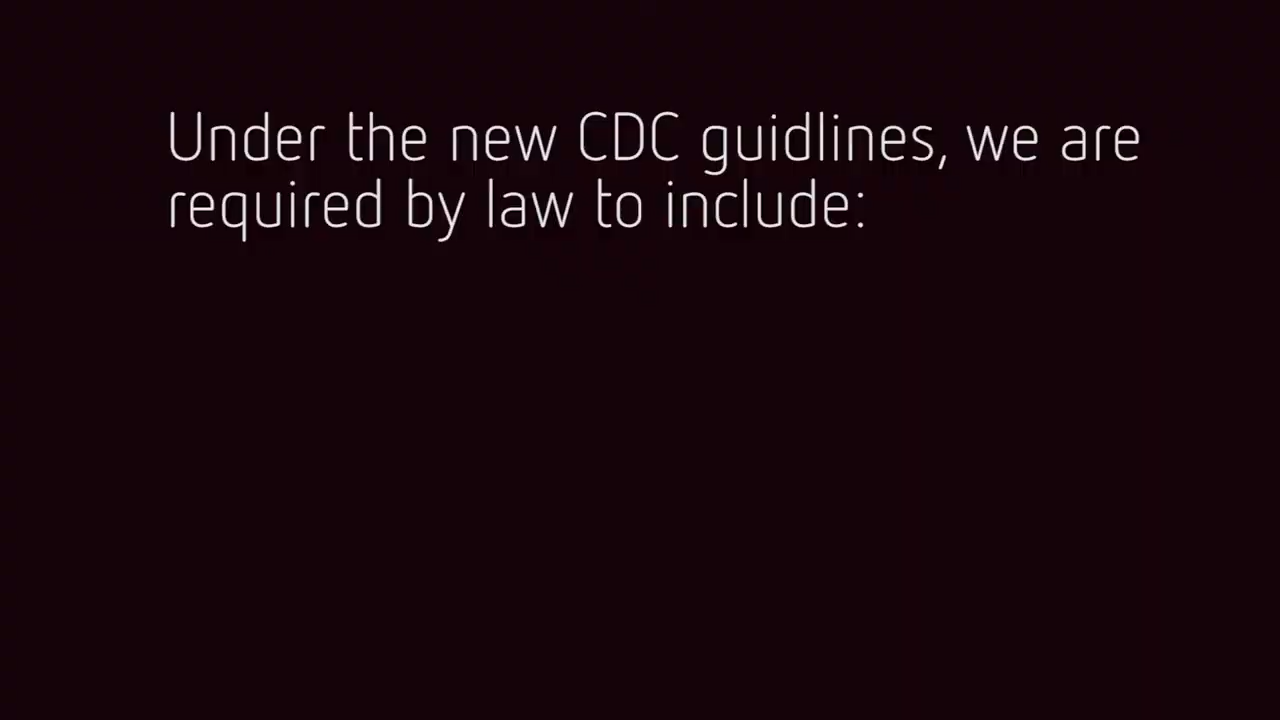 Under the new CDC guidlines, we are
required by law to include: